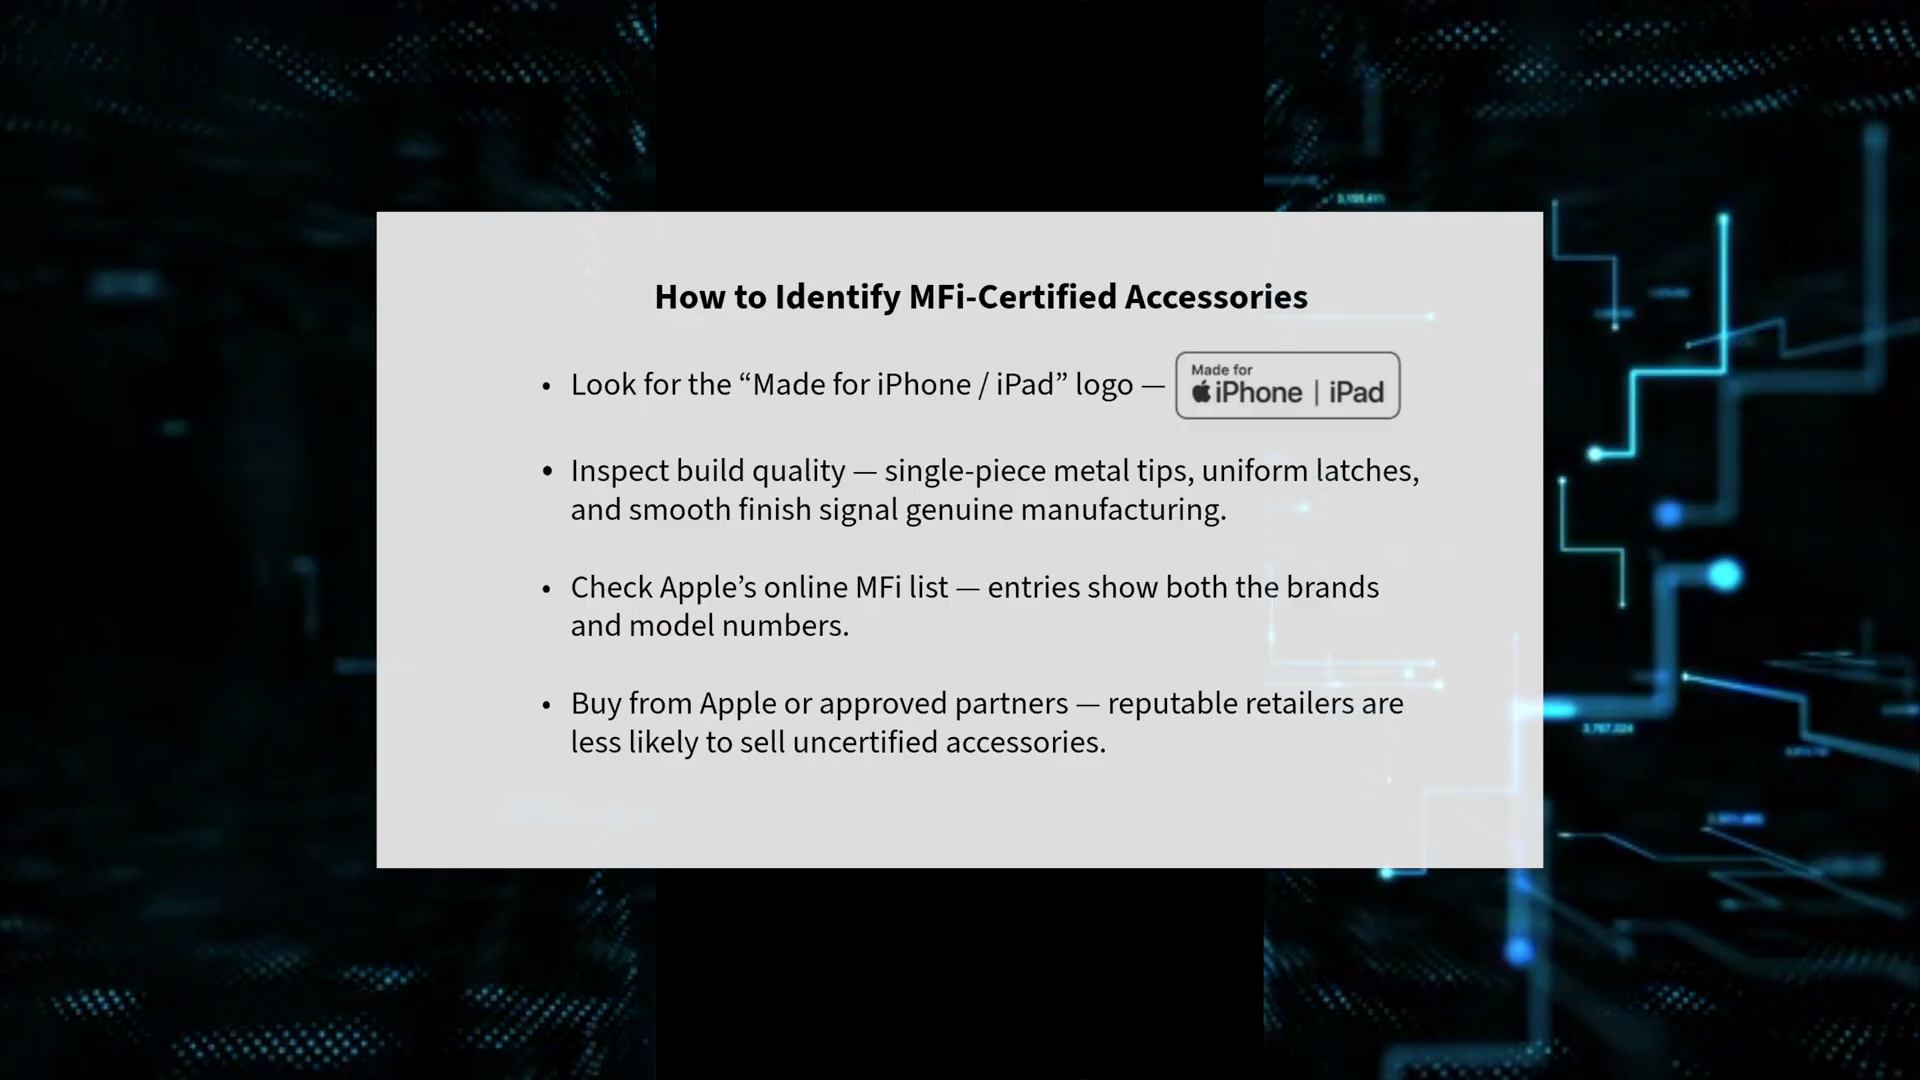 How to Identify MFi-Certified Accessories
• Look for the “Made for iPhone / iPad” logo —
Made for
iPhone | iPad
• Inspect build quality — single-piece metal tips, uniform latches,
and smooth finish signal genuine manufacturing.
• Check Apple’s online MFi list — entries show both the brands
and model numbers.
• Buy from Apple or approved partners — reputable retailers are
less likely to sell uncertified accessories.